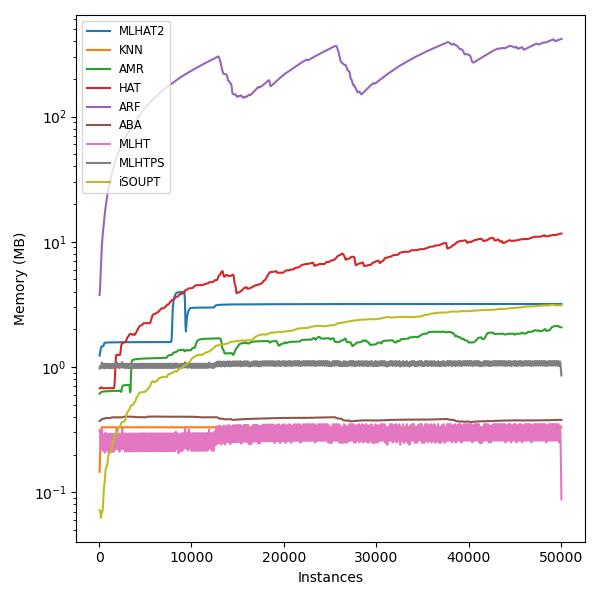 MLHAT2
KNN
AMR
HAT
ARF
ABA
MLHT
MLHTPS
iSOUPT
Memory (MB)
10²
10¹
10⁰
10⁻¹
0 10000 20000 30000 40000 50000
Instances